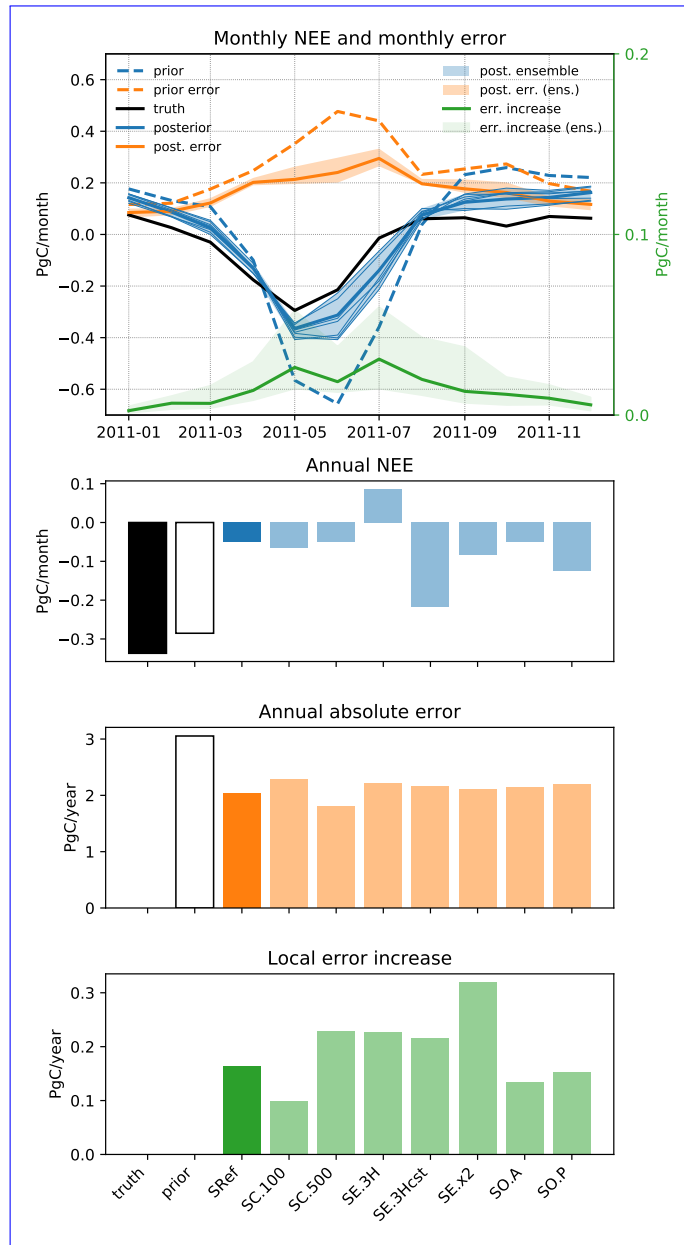 Monthly NEE and monthly error
0.6
0.4
0.2
0.0
−0.2
−0.4
−0.6
PgC/month
prior
prior error
truth
posterior
post. error
post. ensemble
post. err. (ens.)
err. increase
err. increase (ens.)
0.2
0.1
0.0
PgC/month
2011-01 2011-03 2011-05 2011-07 2011-09 2011-11
Annual NEE
0.1
0.0
−0.1
−0.2
−0.3
PgC/month
Annual absolute error
3
2
1
0
PgC/year
Local error increase
0.3
0.2
0.1
0.0
PgC/year
truth prior SRef SC.100 SC.500 SE.3H SE.3Hcst SE.x2 SO.A SO.P